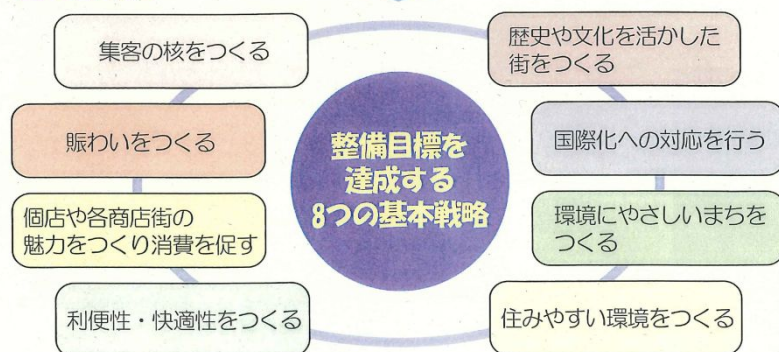 集客の核をつくる
賑わいをつくる
個店や各商店街の
魅力をつくり消費を促す
利便性・快適性をつくる
整備目標を
達成する
8つの基本戦略
歴史や文化を活かした
街をつくる
国際化への対応を行う
環境にやさしいまちを
つくる
住みやすい環境をつくる